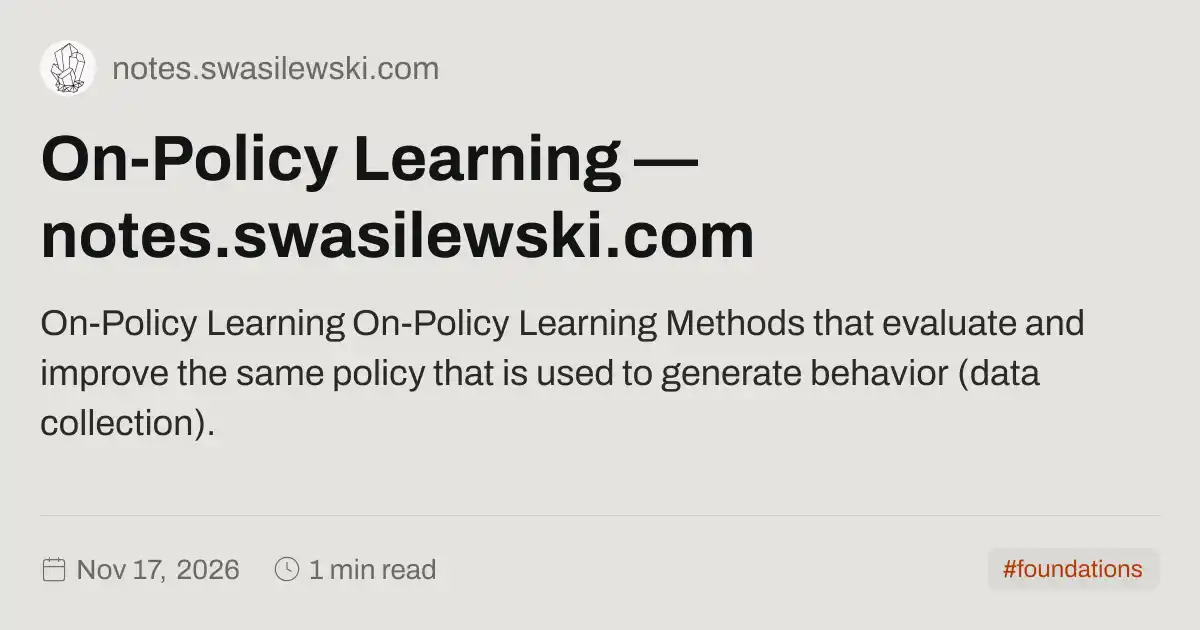 notes.swasilewski.com
On-Policy Learning —
notes.swasilewski.com
On-Policy Learning On-Policy Learning Methods that evaluate and
improve the same policy that is used to generate behavior (data
collection).
Nov 17, 2026 1 min read #foundations